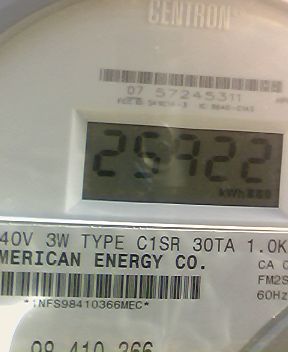 CENTRON
07 57245311
25922
kWh
40V 3W TYPE C1SR 30TA 1.0K
MERICAN ENERGY CO.
CA
FM2S
60Hz
*1NFS98410366MEC*
98 410 366